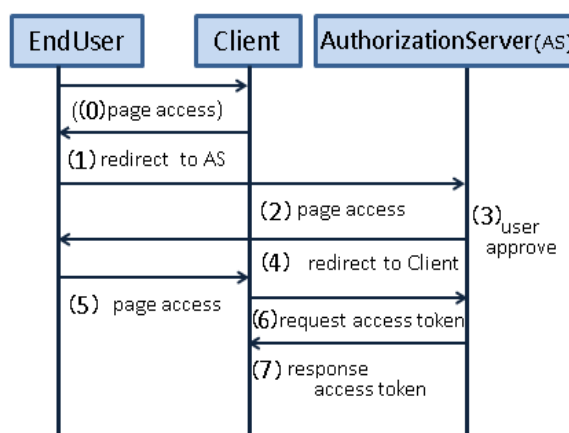 EndUser
Client
AuthorizationServer(AS)
((0)page access)
(1) redirect to AS
(2) page access
(3)user
approve
(4) redirect to Client
(5) page access
(6)request access token
(7) response
access token